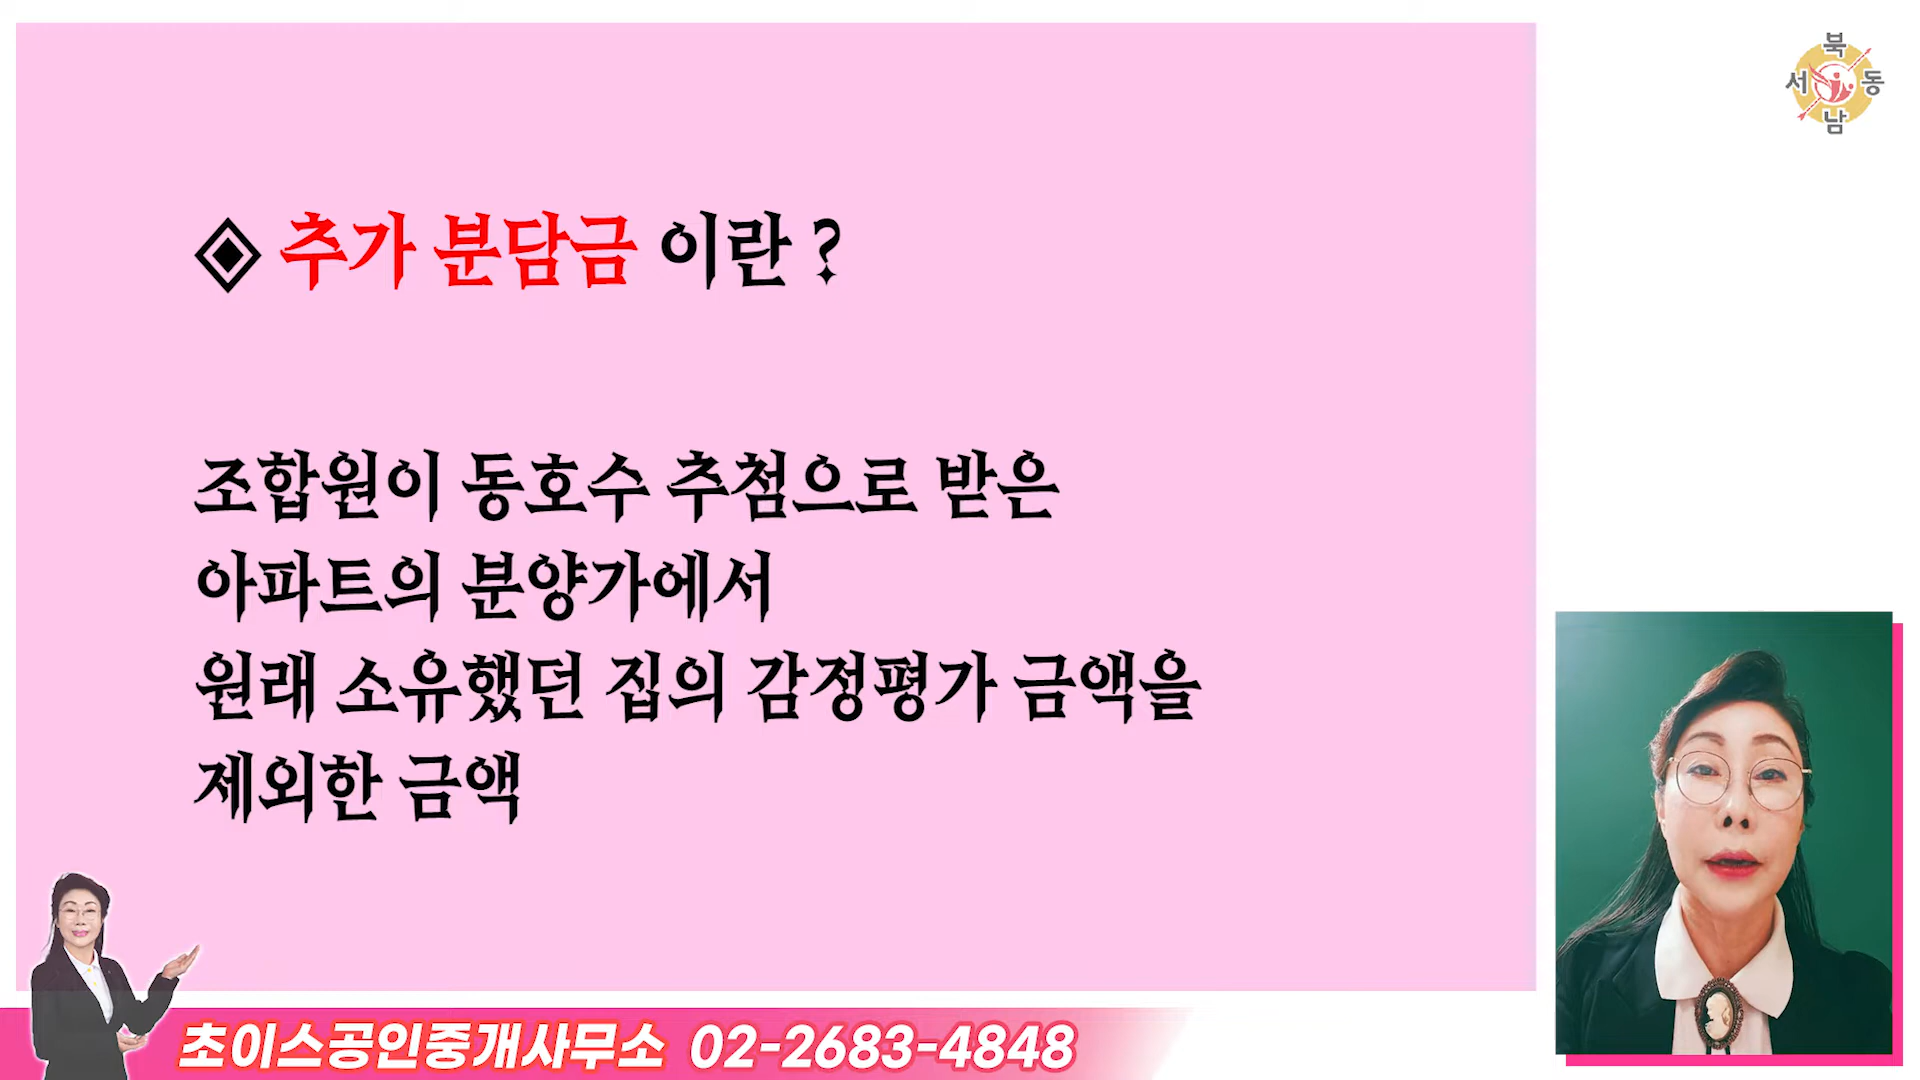 ◈ 추가 분담금 이란 ?
조합원이 동호수 추첨으로 받은
아파트의 분양가에서
원래 소유했던 집의 감정평가 금액을
제외한 금액
북
서 동
남
초이스공인중개사무소 02-2683-4848